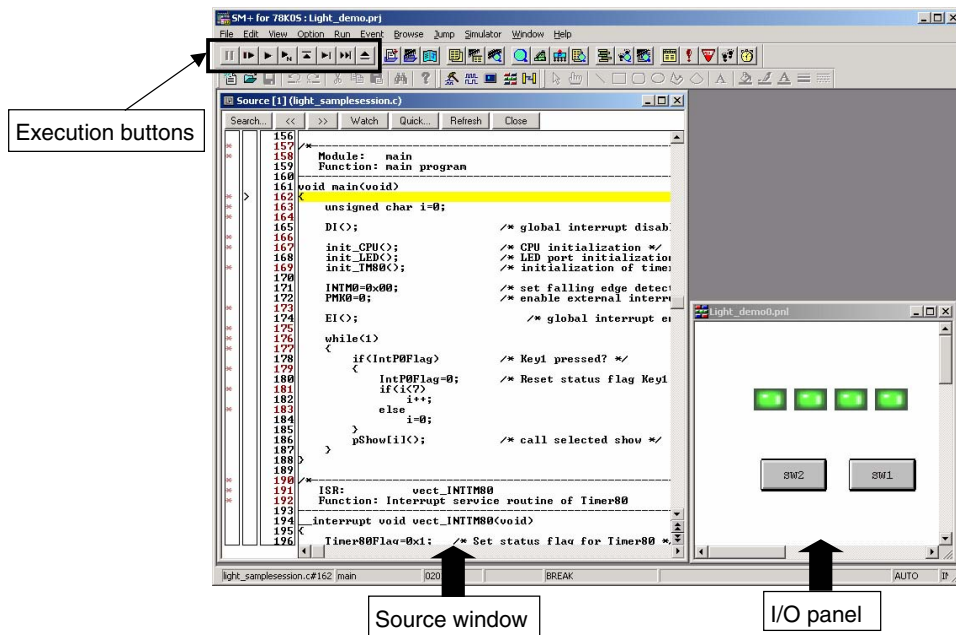 SM+ for 78K0S : Light_demo.prj
File Edit View Option Run Event Browse Jump Simulator Window Help
Execution buttons
Source [1] (light_samplesession.c)
Search... << >> Watch Quick... Refresh Close
156
157 /*
158 Module: main
159 Function: main program
160
161 void main(void)
162 {
163 unsigned char i=0;
164
165 DI(); /* global interrupt disab
166
167 init_CPU(); /* CPU initialization */
168 init_LED(); /* LED port initialization
169 init_TM80(); /* initialization of time
170
171 INTM0=0x00; /* set falling edge detect
172 PMK0=0; /* enable external interr
173
174 EI(); /* global interrupt e
175
176 while(1)
177 {
178 if(IntP0Flag) /* Key1 pressed? */
179 {
180 IntP0Flag=0; /* Reset status flag Key1
181 if(i<7)
182 i++;
183 else
184 i=0;
185 }
186 pShow[i](); /* call selected show */
187 }
188 }
189
190 /*
191 ISR: vect_INTTM80
192 Function: Interrupt service routine of Timer80
193
194 __interrupt void vect_INTTM80(void)
195 {
196 Timer80Flag=0x1; /* Set status flag for Timer80 *
Light_demo0.pnl
SW2 SW1
light_samplesession.c#162 main 020 BREAK AUTO
Source window
I/O panel